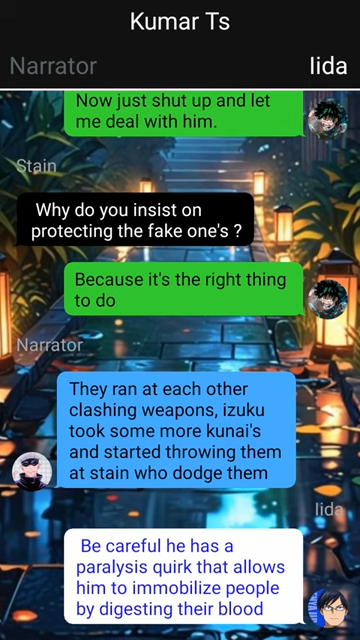 Kumar Ts
Narrator
Iida
Now just shut up and let
me deal with him.
Stain
Why do you insist on
protecting the fake one's ?
Because it's the right thing
to do
Narrator
They ran at each other
clashing weapons, izuku
took some more kunai's
and started throwing them
at stain who dodge them
Iida
Be careful he has a
paralysis quirk that allows
him to immobilize people
by digesting their blood